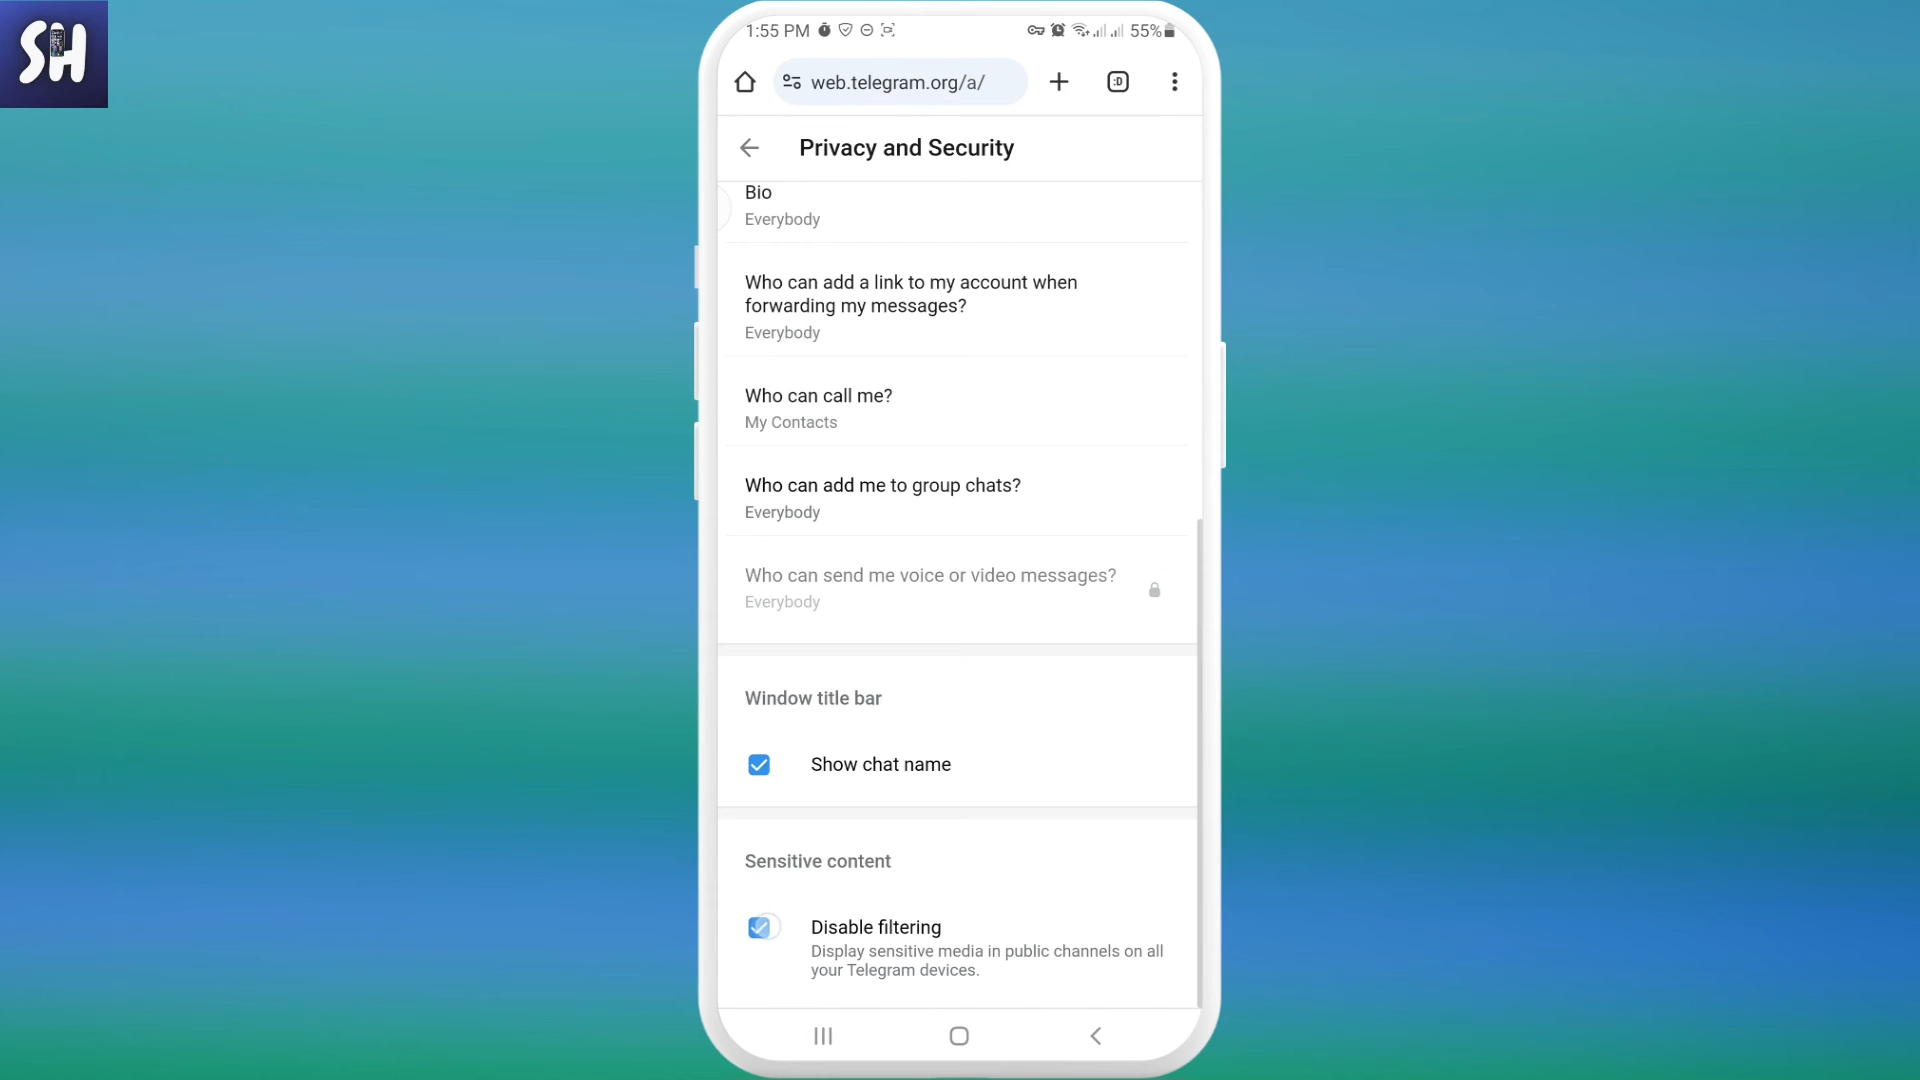 SH
1:55 PM
55%
web.telegram.org/a/
:D
Privacy and Security
Bio
Everybody
Who can add a link to my account when
forwarding my messages?
Everybody
Who can call me?
My Contacts
Who can add me to group chats?
Everybody
Who can send me voice or video messages?
Everybody
Window title bar
Show chat name
Sensitive content
Disable filtering
Display sensitive media in public channels on all
your Telegram devices.